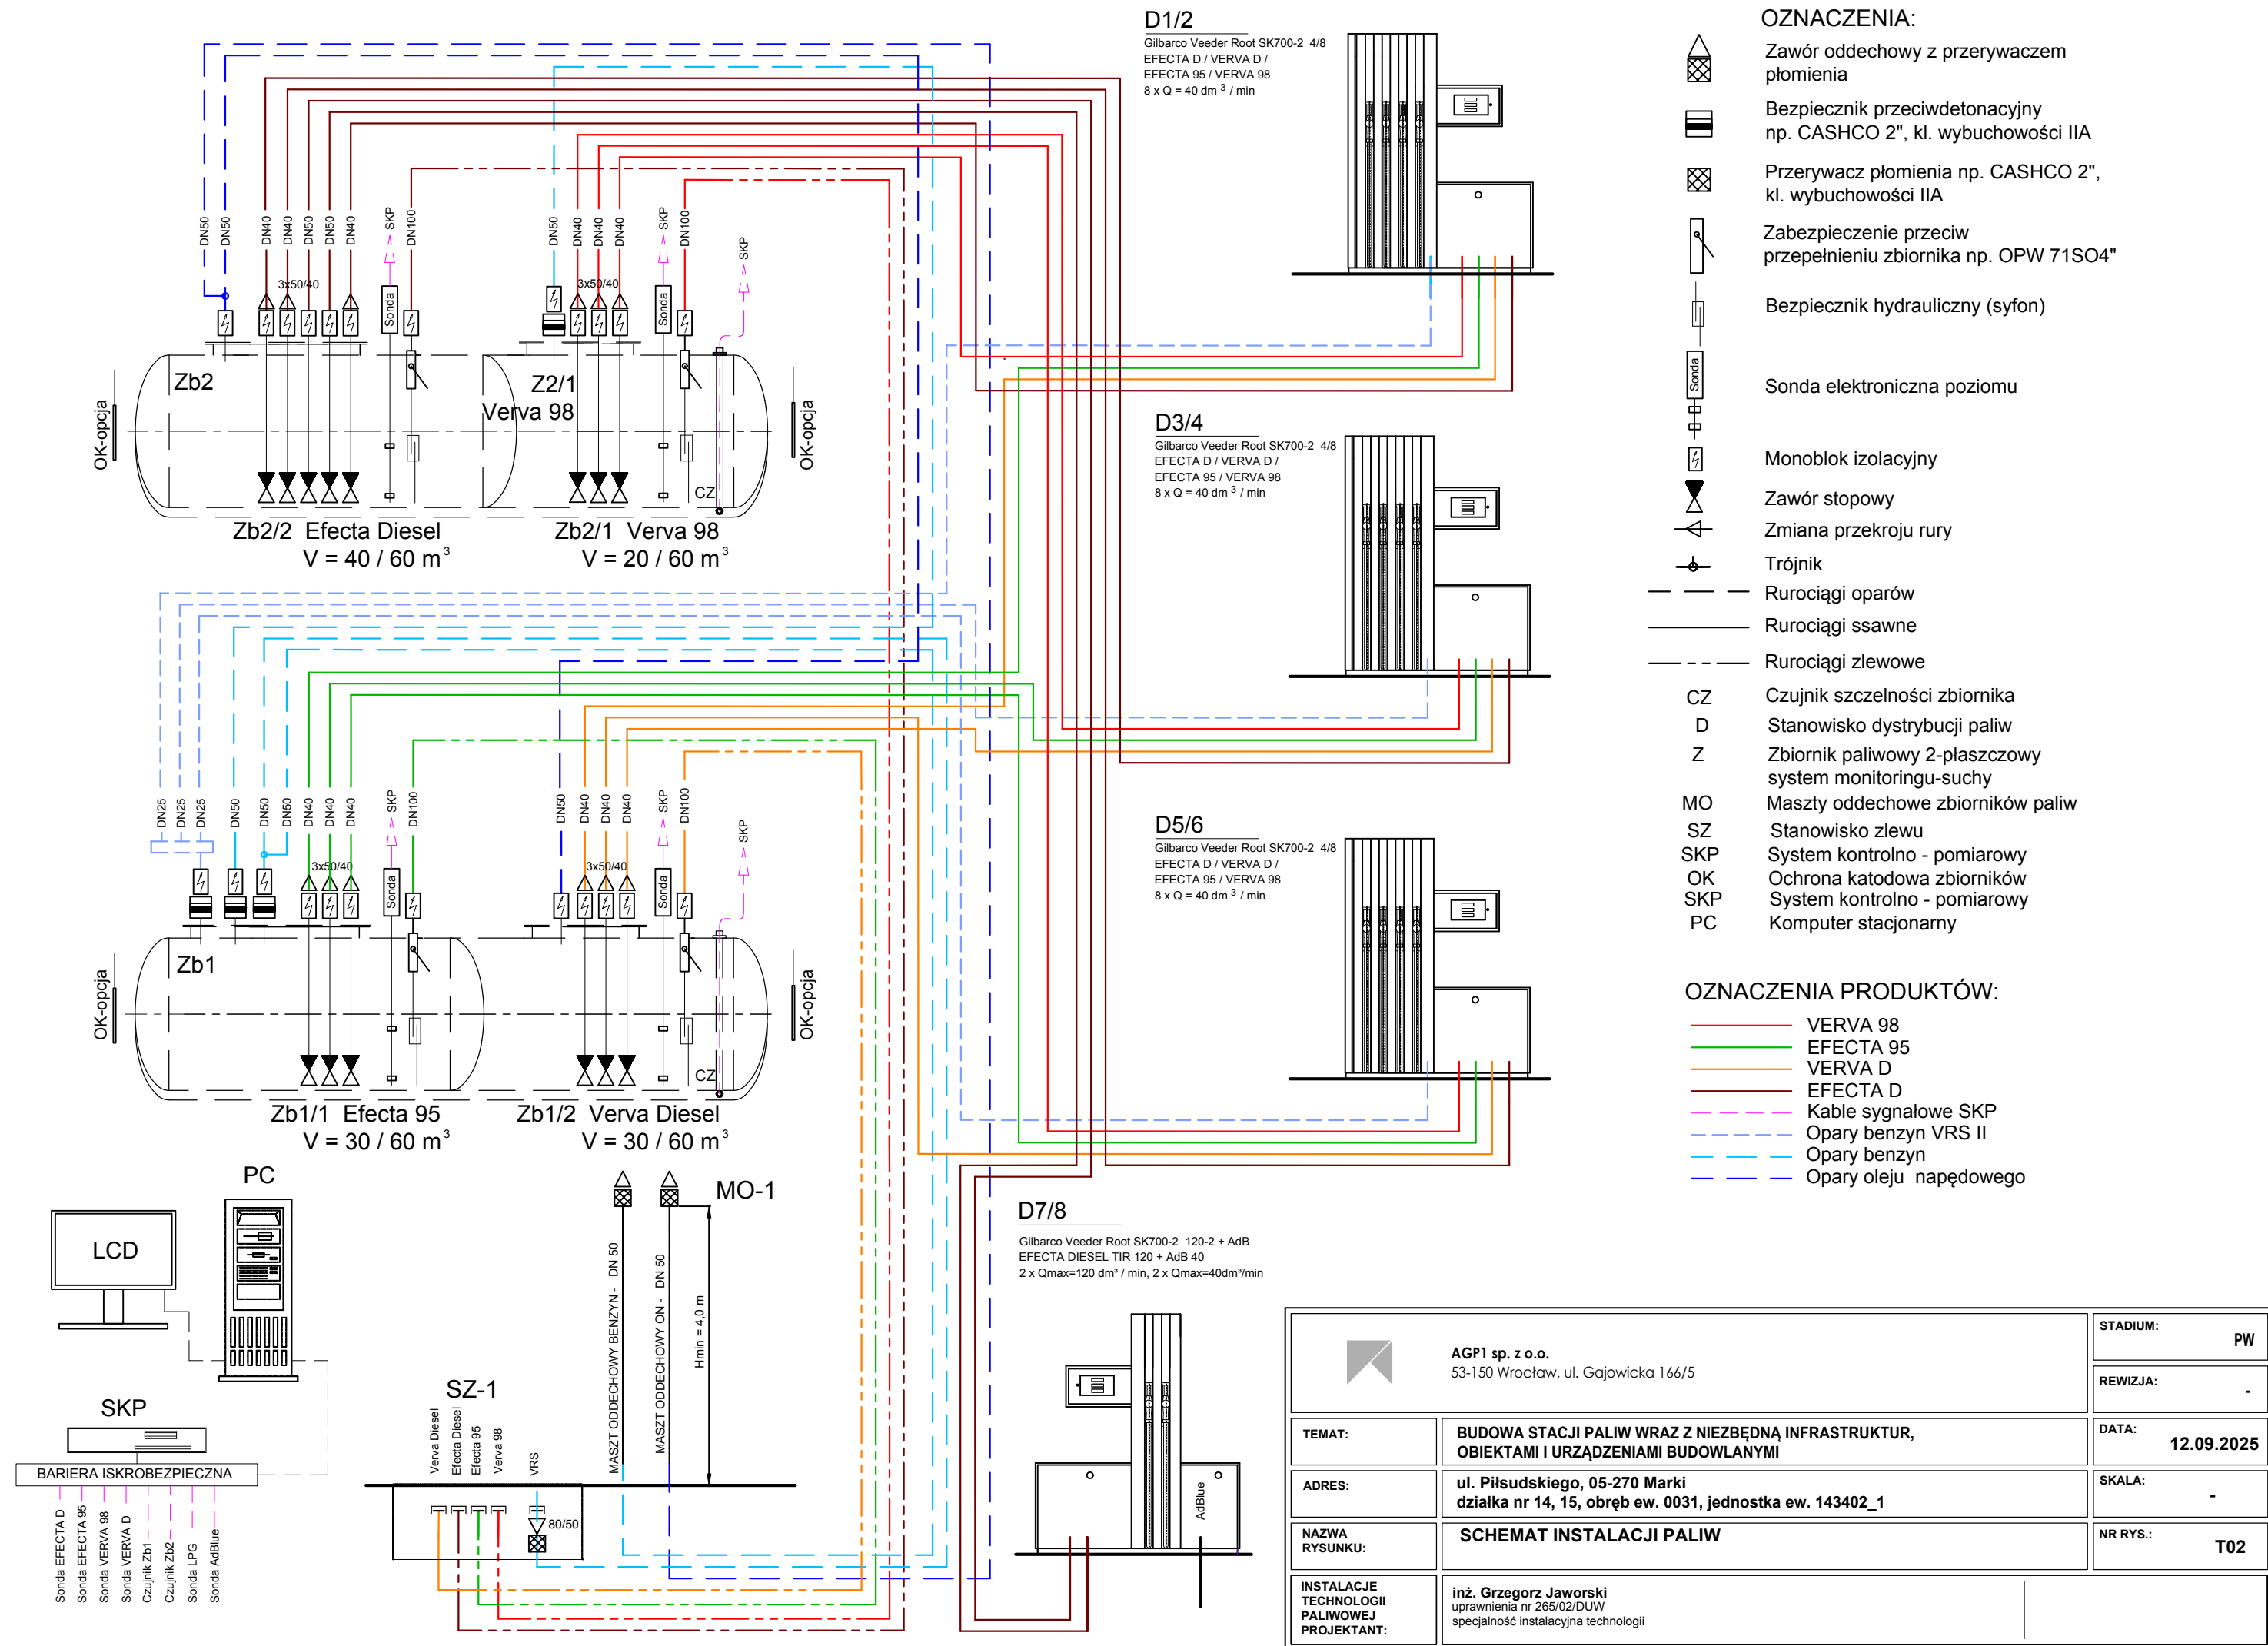 D1/2
Gilbarco Veeder Root SK700-2 4/8
EFECTA D / VERVA D /
EFECTA 95 / VERVA 98
8 x Q = 40 dm 3 / min
DN50
DN50
DN40
DN40
DN50
DN50
DN40
SKP
DN100
DN50
DN40
DN40
DN40
SKP
DN100
SKP
3x50/40
3x50/40
Sonda
Sonda
OK-opcja
Zb2
Z2/1
Verva 98
CZ
OK-opcja
Zb2/2 Efecta Diesel
V = 40 / 60 m3
Zb2/1 Verva 98
V = 20 / 60 m3
D3/4
Gilbarco Veeder Root SK700-2 4/8
EFECTA D / VERVA D /
EFECTA 95 / VERVA 98
8 x Q = 40 dm 3 / min
DN25
DN25
DN25
DN50
DN50
DN50
DN40
DN40
DN40
SKP
DN100
DN50
DN40
DN40
DN40
SKP
DN100
SKP
3x50/40
3x50/40
Sonda
Sonda
OK-opcja
Zb1
CZ
OK-opcja
Zb1/1 Efecta 95
V = 30 / 60 m3
Zb1/2 Verva Diesel
V = 30 / 60 m3
D5/6
Gilbarco Veeder Root SK700-2 4/8
EFECTA D / VERVA D /
EFECTA 95 / VERVA 98
8 x Q = 40 dm 3 / min
PC
LCD
SKP
BARIERA ISKROBEZPIECZNA
Sonda EFECTA D
Sonda EFECTA 95
Sonda VERVA 98
Sonda VERVA D
Czujnik Zb1
Czujnik Zb2
Sonda LPG
Sonda AdBlue
MO-1
MASZT ODDECHOWY BENZYN - DN 50
MASZT ODDECHOWY ON - DN 50
Hmin = 4,0 m
SZ-1
Verva Diesel
Efecta Diesel
Efecta 95
Verva 98
VRS
80/50
D7/8
Gilbarco Veeder Root SK700-2 120-2 + AdB
EFECTA DIESEL TIR 120 + AdB 40
2 x Qmax=120 dm³ / min, 2 x Qmax=40dm³/min
AdBlue
OZNACZENIA:
Zawór oddechowy z przerywaczem
płomienia
Bezpiecznik przeciwdetonacyjny
np. CASHCO 2", kl. wybuchowości IIA
Przerywacz płomienia np. CASHCO 2",
kl. wybuchowości IIA
Zabezpieczenie przeciw
przepełnieniu zbiornika np. OPW 71SO4"
Bezpiecznik hydrauliczny (syfon)
Sonda
Sonda elektroniczna poziomu
Monoblok izolacyjny
Zawór stopowy
Zmiana przekroju rury
Trójnik
Rurociągi oparów
Rurociągi ssawne
Rurociągi zlewowe
CZ Czujnik szczelności zbiornika
D Stanowisko dystrybucji paliw
Z Zbiornik paliwowy 2-płaszczowy
system monitoringu-suchy
MO Maszty oddechowe zbiorników paliw
SZ Stanowisko zlewu
SKP System kontrolno - pomiarowy
OK Ochrona katodowa zbiorników
SKP System kontrolno - pomiarowy
PC Komputer stacjonarny
OZNACZENIA PRODUKTÓW:
VERVA 98
EFECTA 95
VERVA D
EFECTA D
Kable sygnałowe SKP
Opary benzyn VRS II
Opary benzyn
Opary oleju napędowego
AGP1 sp. z o.o.
53-150 Wrocław, ul. Gajowicka 166/5
STADIUM:
PW
REWIZJA:
-
TEMAT:
BUDOWA STACJI PALIW WRAZ Z NIEZBĘDNĄ INFRASTRUKTUR,
OBIEKTAMI I URZĄDZENIAMI BUDOWLANYMI
DATA:
12.09.2025
ADRES:
ul. Piłsudskiego, 05-270 Marki
działka nr 14, 15, obręb ew. 0031, jednostka ew. 143402_1
SKALA:
-
NAZWA
RYSUNKU:
SCHEMAT INSTALACJI PALIW
NR RYS.:
T02
INSTALACJE
TECHNOLOGII
PALIWOWEJ
PROJEKTANT:
inż. Grzegorz Jaworski
uprawnienia nr 265/02/DUW
specjalność instalacyjna technologii